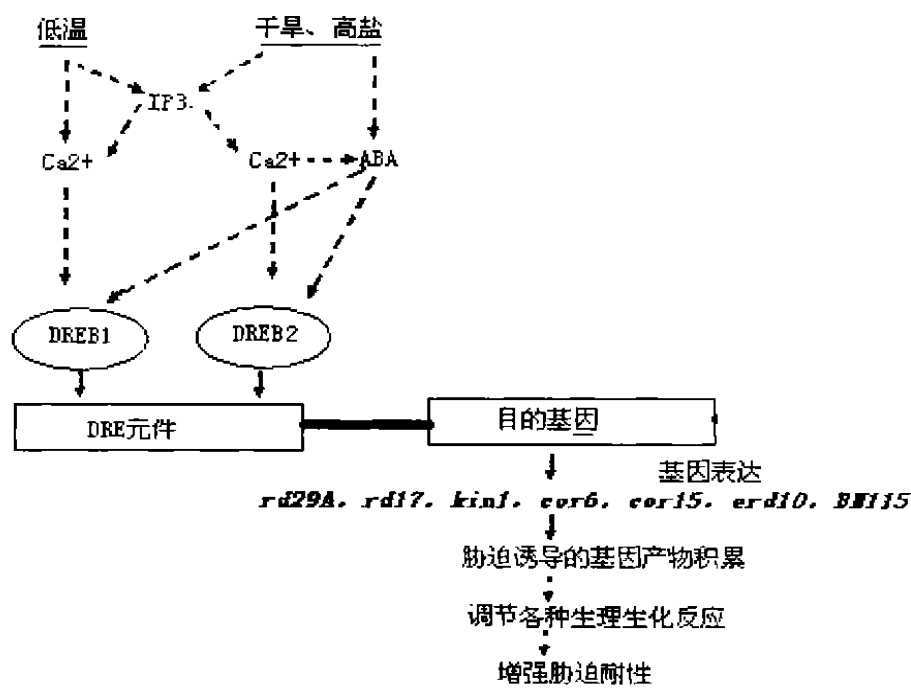 低温 干旱、高盐
IP3.
Ca2+ Ca2+ ABA
DREB1 DREB2
DRE元件 目的基因
基因表达
rd29A, rd17, kin1, cor6, cor15, erd10, BN115
胁迫诱导的基因产物积累
调节各种生理生化反应
增强胁迫耐性